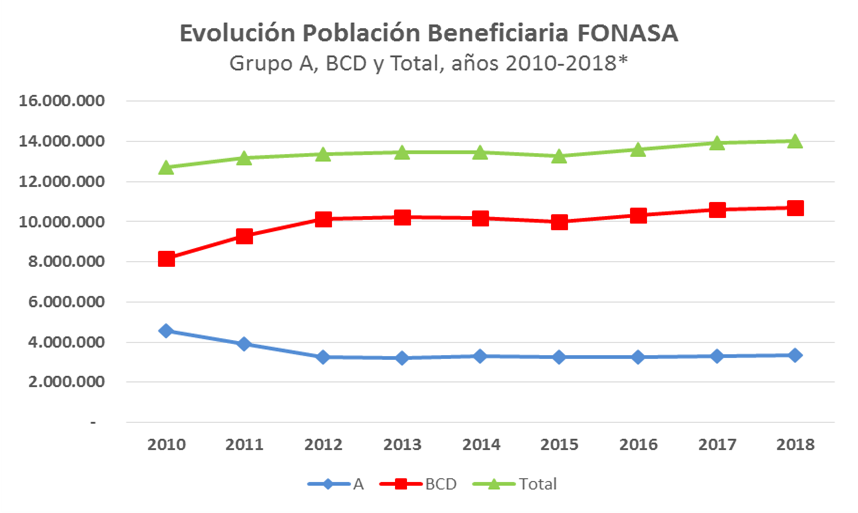 Evolución Población Beneficiaria FONASA
Grupo A, BCD y Total, años 2010-2018*
16.000.000
14.000.000
12.000.000
10.000.000
8.000.000
6.000.000
4.000.000
2.000.000
-
2010 2011 2012 2013 2014 2015 2016 2017 2018
A BCD Total